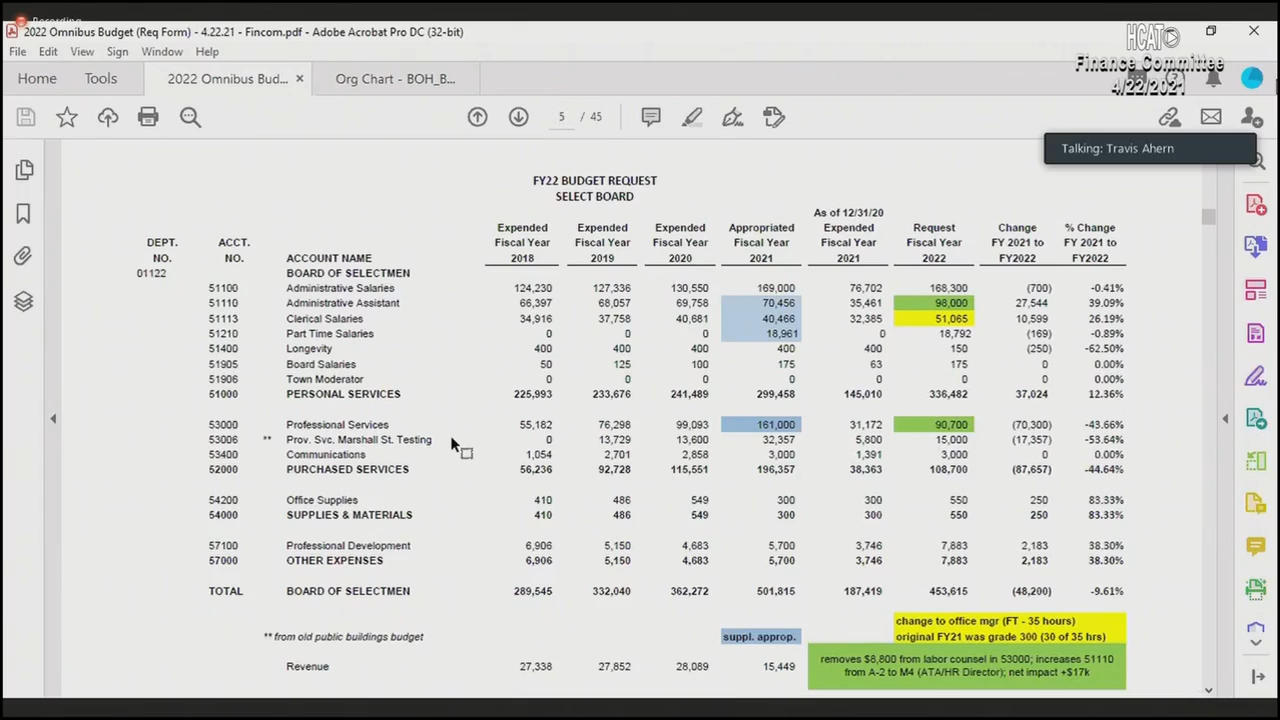 Recording
2022 Omnibus Budget (Req Form) - 4.22.21 - Fincom.pdf - Adobe Acrobat Pro DC (32-bit)
HCAT
File Edit View Sign Window Help
Finance Committee
4/22/2021
Home Tools 2022 Omnibus Bud... × Org Chart - BOH_B...
5 / 45
Talking: Travis Ahern
FY22 BUDGET REQUEST
SELECT BOARD
As of 12/31/20
Expended Expended Expended Appropriated Expended Request Change % Change
Fiscal Year Fiscal Year Fiscal Year Fiscal Year Fiscal Year Fiscal Year FY 2021 to FY 2021 to
DEPT. ACCT.
NO. NO. ACCOUNT NAME 2018 2019 2020 2021 2021 2022 FY2022 FY2022
01122 BOARD OF SELECTMEN
51100 Administrative Salaries 124,230 127,336 130,550 169,000 76,702 168,300 (700) -0.41%
51110 Administrative Assistant 66,397 68,057 69,758 70,456 35,461 98,000 27,544 39.09%
51113 Clerical Salaries 34,916 37,758 40,681 40,466 32,385 51,065 10,599 26.19%
51210 Part Time Salaries 0 0 0 18,961 0 18,792 (169) -0.89%
51400 Longevity 400 400 400 400 400 150 (250) -62.50%
51905 Board Salaries 50 125 100 175 63 175 0 0.00%
51906 Town Moderator 0 0 0 0 0 0 0 0.00%
51000 PERSONAL SERVICES 225,993 233,676 241,489 299,458 145,010 336,482 37,024 12.36%
53000 Professional Services 55,182 76,298 99,093 161,000 31,172 90,700 (70,300) -43.66%
53006 ** Prov. Svc. Marshall St. Testing 0 13,729 13,600 32,357 5,800 15,000 (17,357) -53.64%
53400 Communications 1,054 2,701 2,858 3,000 1,391 3,000 0 0.00%
52000 PURCHASED SERVICES 56,236 92,728 115,551 196,357 38,363 108,700 (87,657) -44.64%
54200 Office Supplies 410 486 549 300 300 550 250 83.33%
54000 SUPPLIES & MATERIALS 410 486 549 300 300 550 250 83.33%
57100 Professional Development 6,906 5,150 4,683 5,700 3,746 7,883 2,183 38.30%
57000 OTHER EXPENSES 6,906 5,150 4,683 5,700 3,746 7,883 2,183 38.30%
TOTAL BOARD OF SELECTMEN 289,545 332,040 362,272 501,815 187,419 453,615 (48,200) -9.61%
change to office mgr (FT - 35 hours)
** from old public buildings budget suppl. approp. original FY21 was grade 300 (30 of 35 hrs)
Revenue 27,338 27,852 28,089 15,449
removes $8,800 from labor counsel in 53000; increases 51110
from A-2 to M4 (ATA/HR Director); net impact +$17k